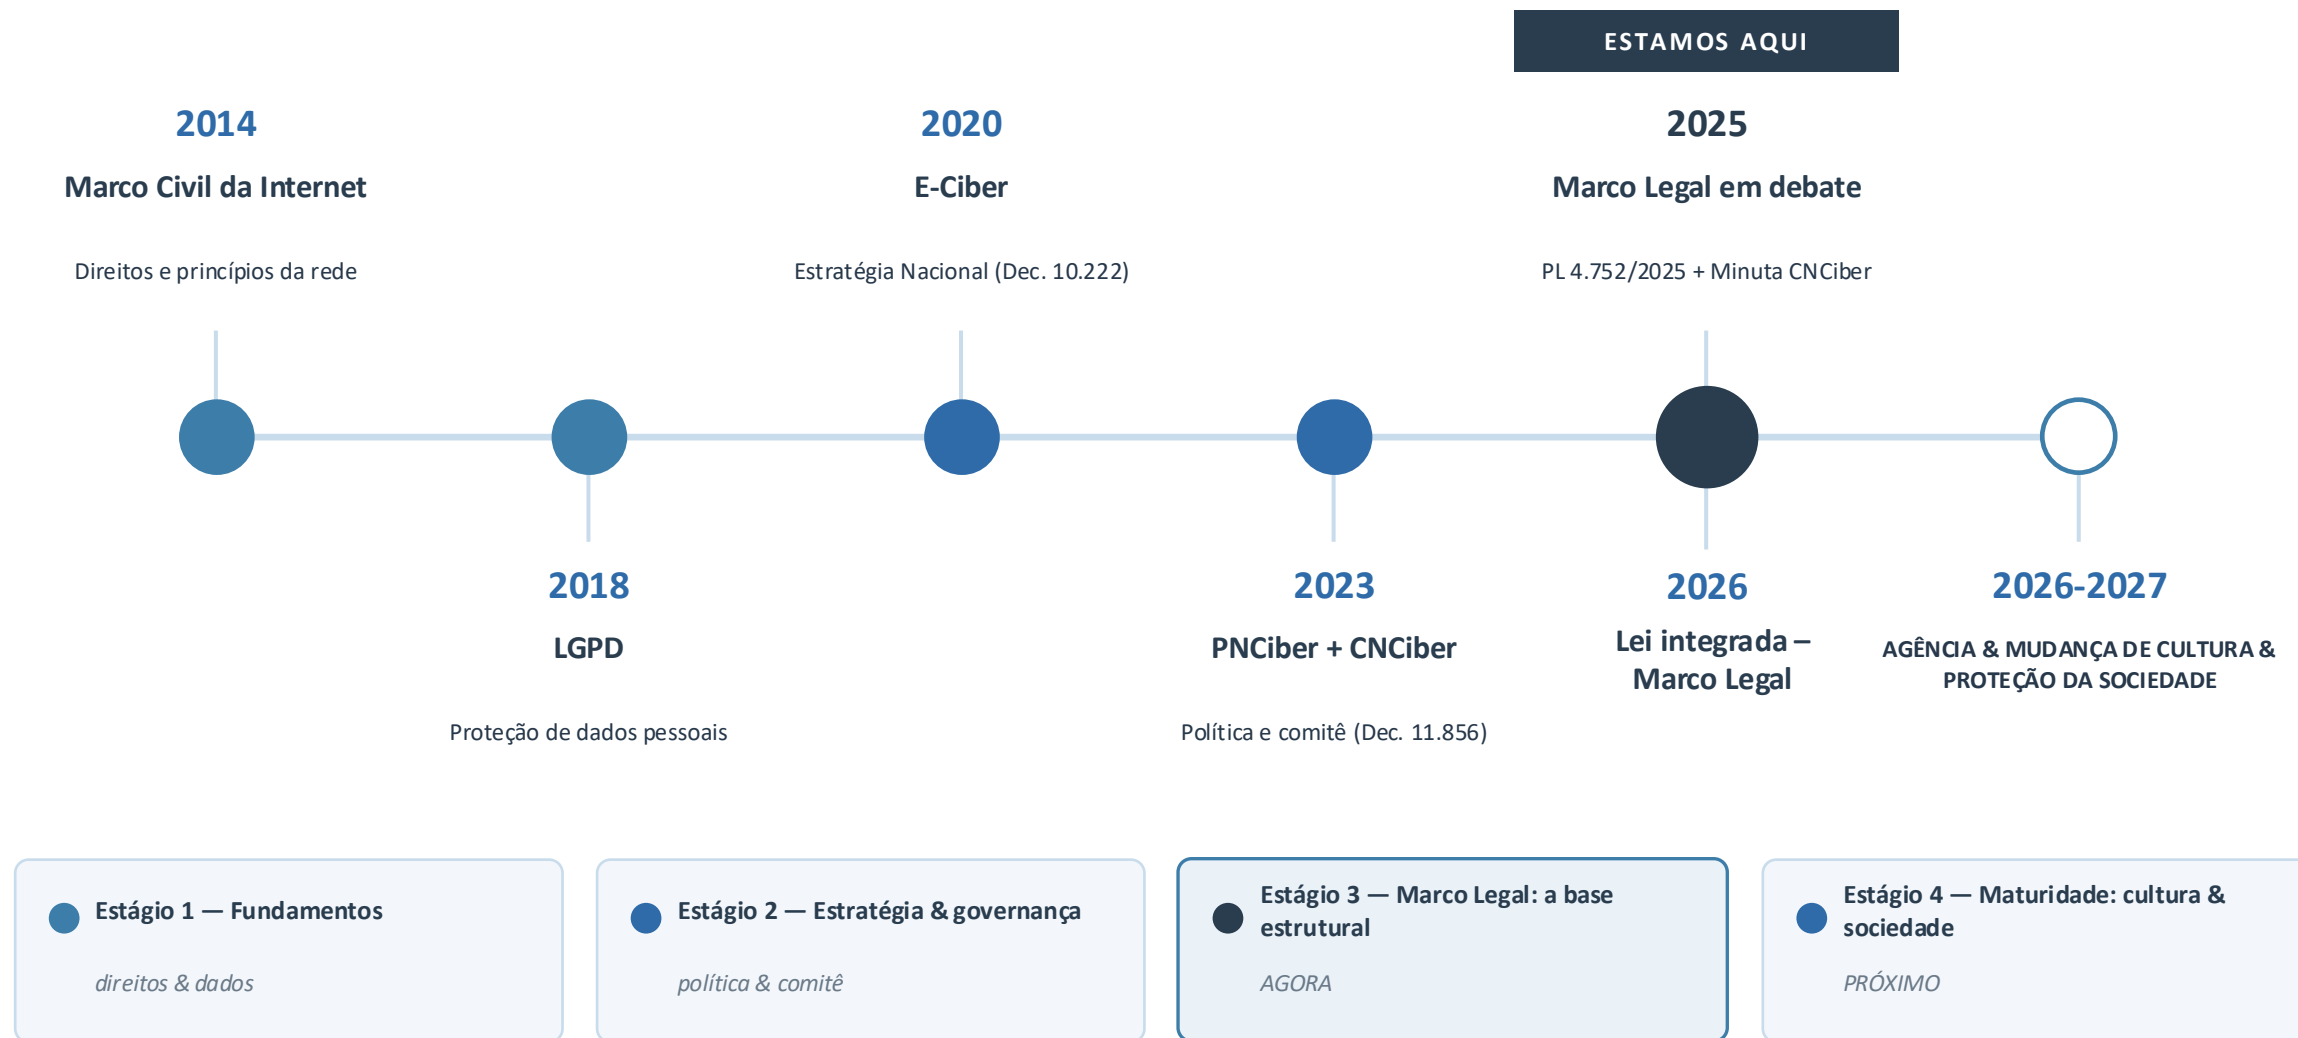 ESTAMOS AQUI
2014
Marco Civil da Internet
Direitos e princípios da rede
2020
E-Ciber
Estratégia Nacional (Dec. 10.222)
2025
Marco Legal em debate
PL 4.752/2025 + Minuta CNCiber
2018
LGPD
Proteção de dados pessoais
2023
PNCiber + CNCiber
Política e comitê (Dec. 11.856)
2026
Lei integrada –
Marco Legal
2026-2027
AGÊNCIA & MUDANÇA DE CULTURA &
PROTEÇÃO DA SOCIEDADE
Estágio 1 — Fundamentos
direitos & dados
Estágio 2 — Estratégia & governança
política & comitê
Estágio 3 — Marco Legal: a base
estrutural
AGORA
Estágio 4 — Maturidade: cultura &
sociedade
PRÓXIMO